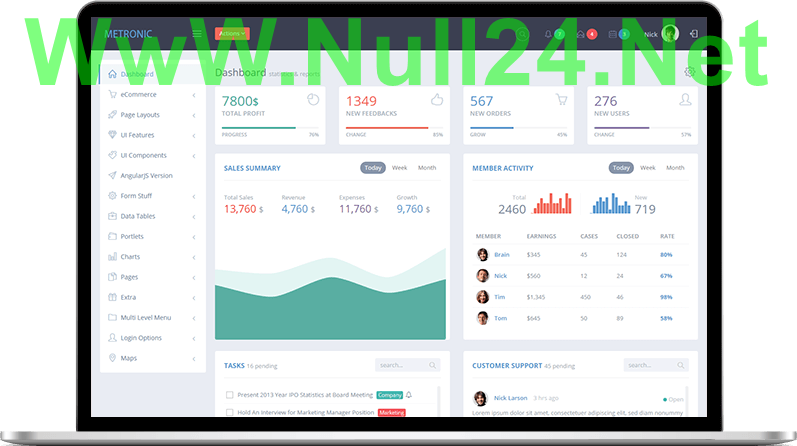 WwW.Null24.Net
METRONIC
Actions
7
4
3
Nick
Dashboard
eCommerce
Page Layouts
UI Features
UI Components
AngularJS Version
Form Stuff
Data Tables
Portlets
Charts
Pages
Extra
Multi Level Menu
Login Options
Maps
Dashboard statistics & reports
7800$
TOTAL PROFIT
PROGRESS 76%
1349
NEW FEEDBACKS
CHANGE 85%
567
NEW ORDERS
GROW 45%
276
NEW USERS
CHANGE 57%
SALES SUMMARY
Today Week Month
Total Sales Revenue Expenses Growth
13,760 $ 4,760 $ 11,760 $ 9,760 $
MEMBER ACTIVITY
Today Week Month
Total
2460
New
719
MEMBER EARNINGS CASES CLOSED RATE
Brain $345 45 124 80%
Nick $560 12 24 67%
Tim $1,345 450 46 98%
Tom $645 50 89 58%
TASKS 16 pending
search...
Present 2013 Year IPO Statistics at Board Meeting Company
Hold An Interview for Marketing Manager Position Marketing
CUSTOMER SUPPORT 45 pending
search...
Nick Larson 3 hrs ago
Open
Lorem ipsum dolor sit amet, consectetuer adipiscing elit, sed diam nonummy